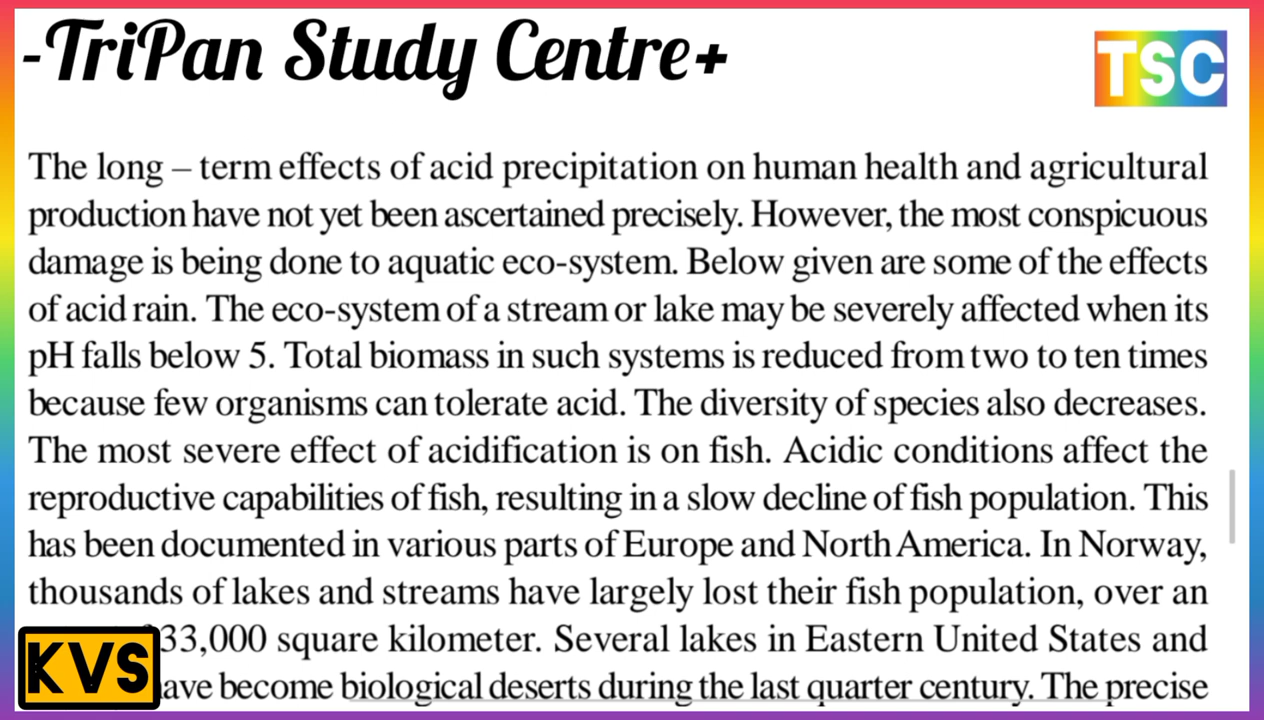 -TriPan Study Centre+
TSC
The long – term effects of acid precipitation on human health and agricultural
production have not yet been ascertained precisely. However, the most conspicuous
damage is being done to aquatic eco-system. Below given are some of the effects
of acid rain. The eco-system of a stream or lake may be severely affected when its
pH falls below 5. Total biomass in such systems is reduced from two to ten times
because few organisms can tolerate acid. The diversity of species also decreases.
The most severe effect of acidification is on fish. Acidic conditions affect the
reproductive capabilities of fish, resulting in a slow decline of fish population. This
has been documented in various parts of Europe and North America. In Norway,
thousands of lakes and streams have largely lost their fish population, over an
33,000 square kilometer. Several lakes in Eastern United States and
have become biological deserts during the last quarter century. The precise
KVS